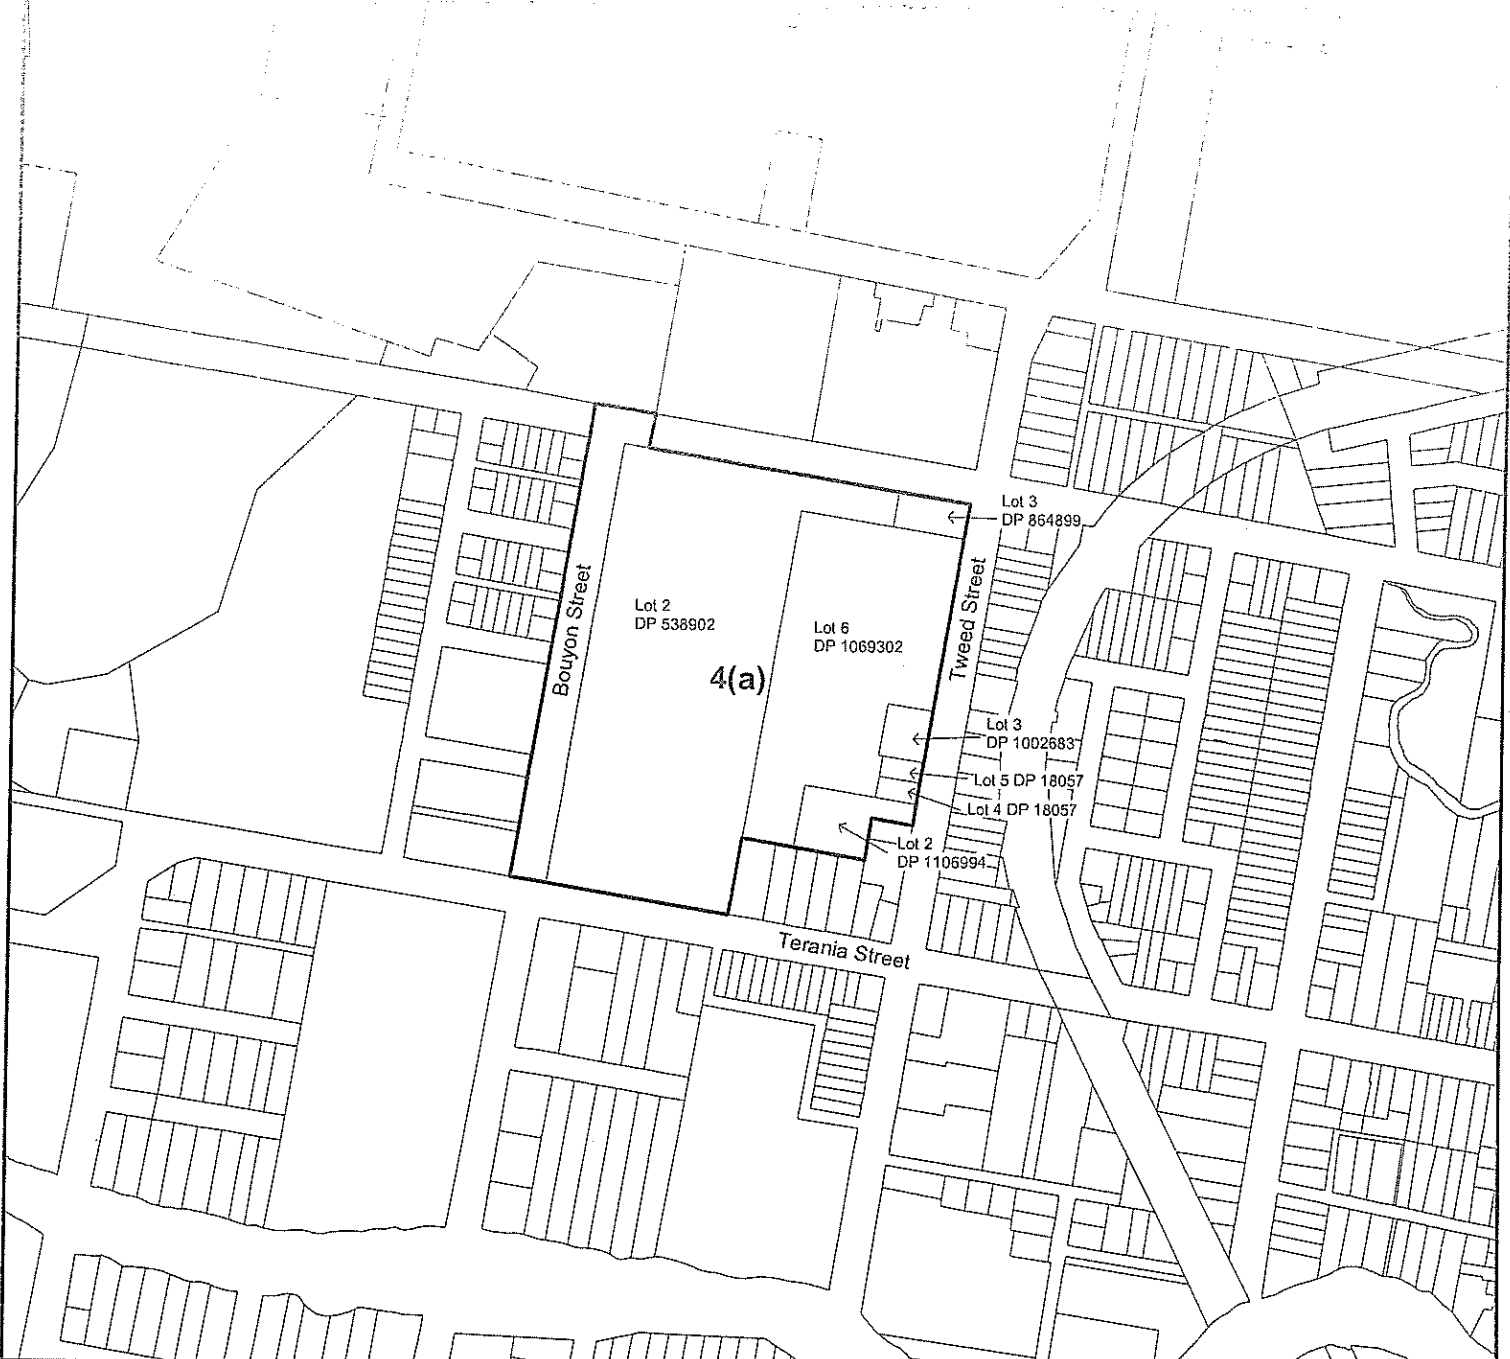 Lot 3
DP 864899
Bouyon Street
Lot 2
DP 538902
Lot 6
DP 1069302
Tweed Street
4(a)
Lot 3
DP 1002683
Lot 5 DP 18057
Lot 4 DP 18057
Lot 2
DP 1106994
Terania Street